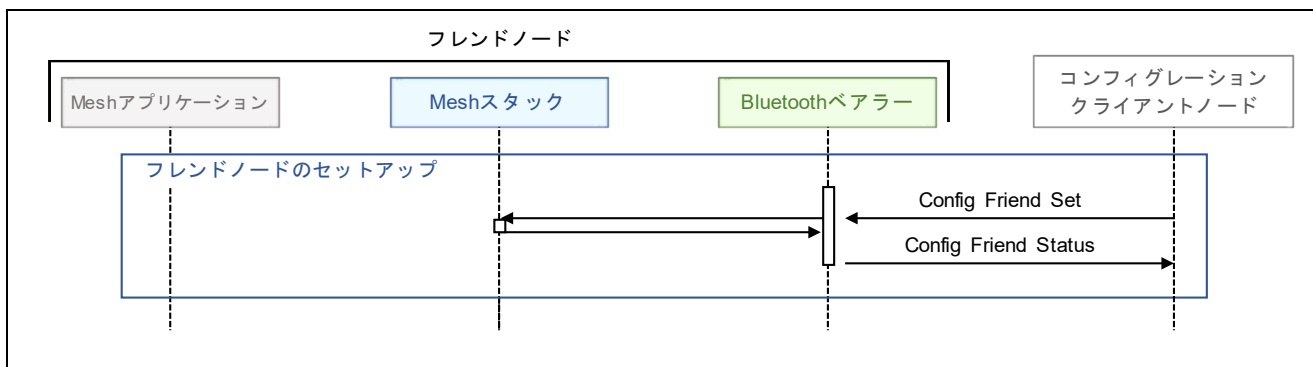 フレンドノード
Meshアプリケーション
Meshスタック
Bluetoothベアラー
コンフィグレーション
クライアントノード
フレンドノードのセットアップ
Config Friend Set
Config Friend Status